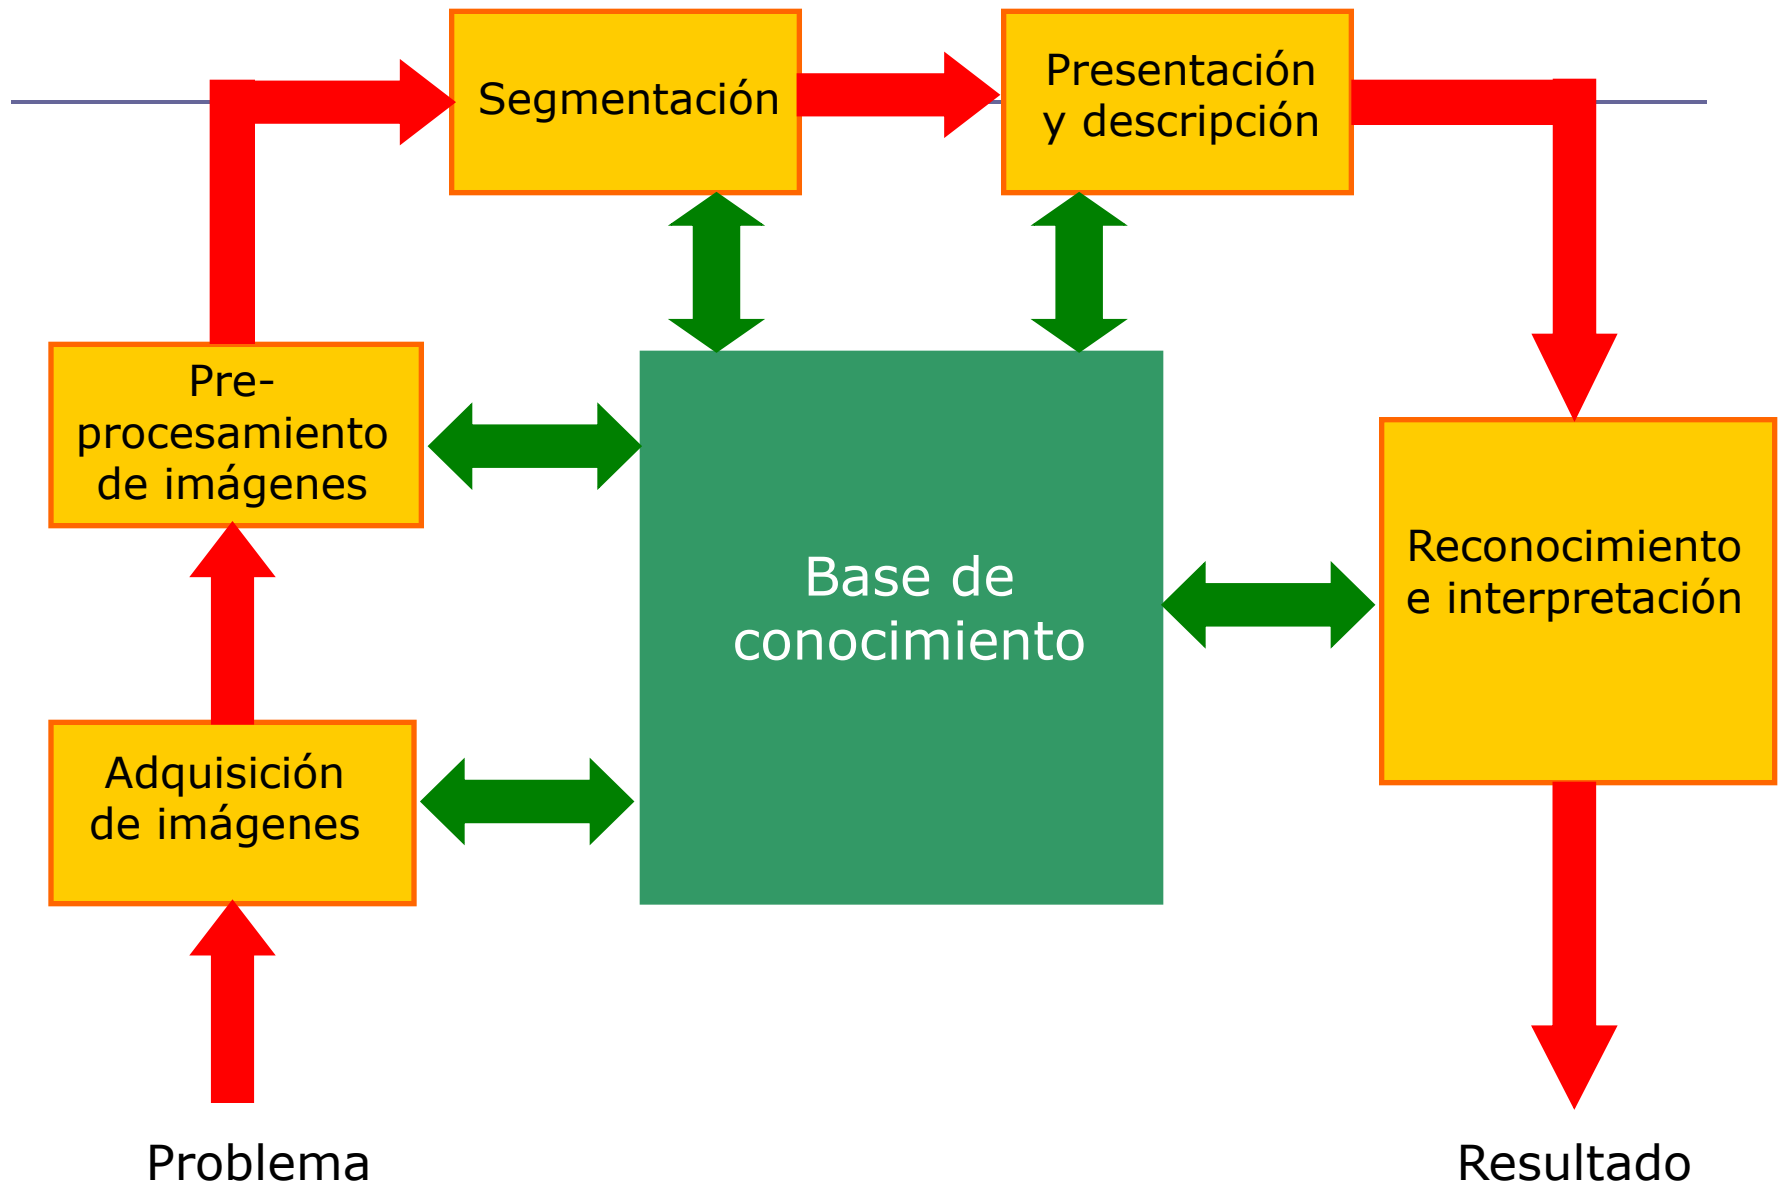 Segmentación
Presentación
y descripción
Pre-
procesamiento
de imágenes
Base de
conocimiento
Reconocimiento
e interpretación
Adquisición
de imágenes
Problema
Resultado